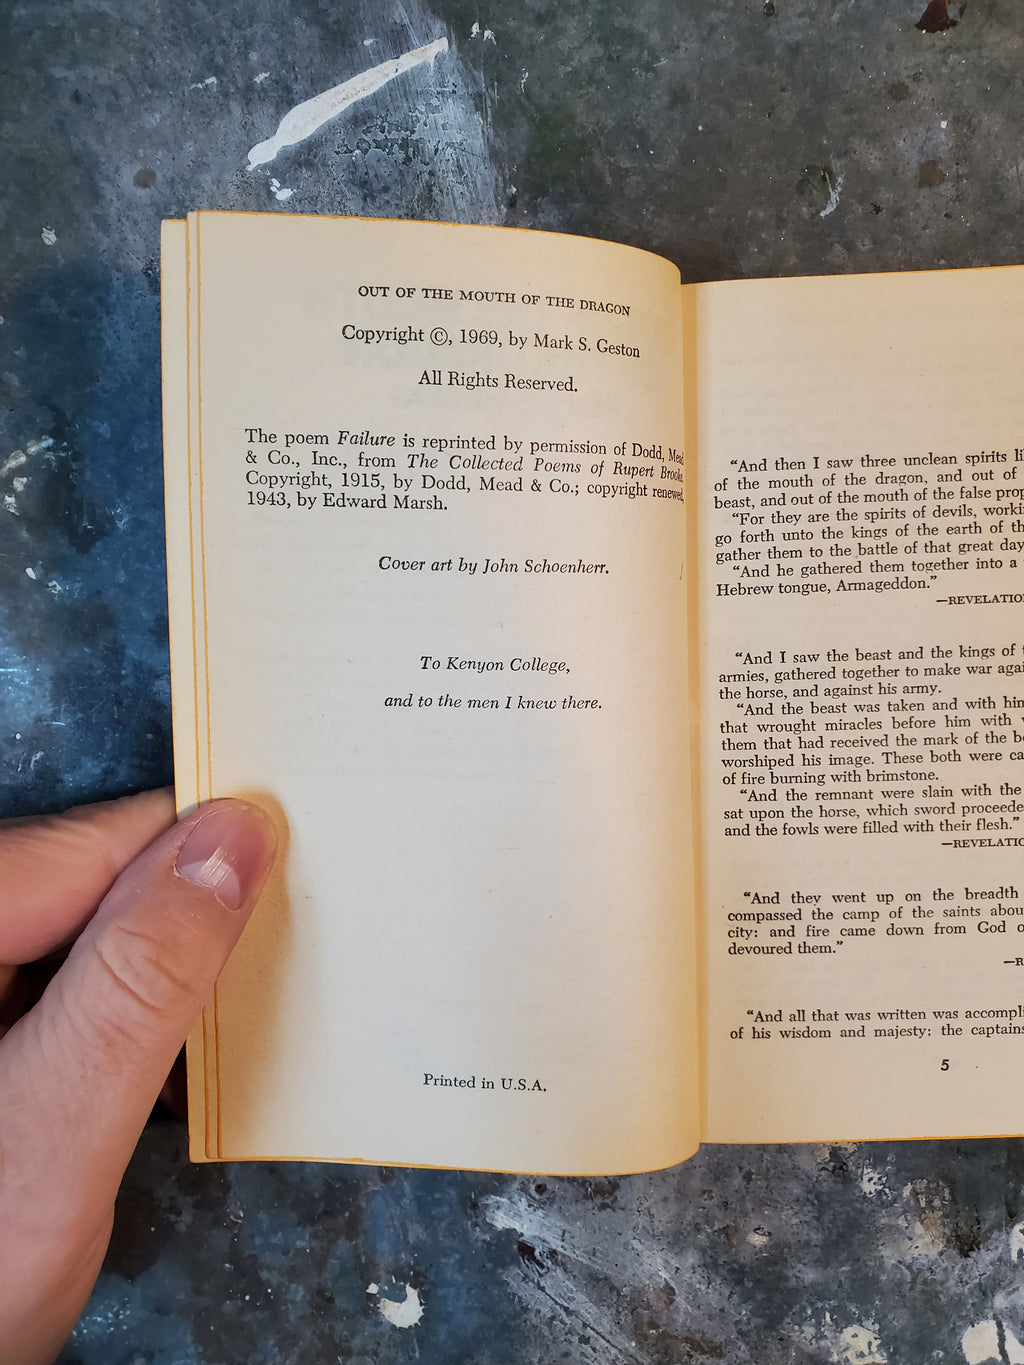 OUT OF THE MOUTH OF THE DRAGON
Copyright ©, 1969, by Mark S. Geston
All Rights Reserved.
The poem Failure is reprinted by permission of Dodd, Mead
& Co., Inc., from The Collected Poems of Rupert Brooke
Copyright, 1915, by Dodd, Mead & Co.; copyright renewed,
1943, by Edward Marsh.
Cover art by John Schoenherr.
To Kenyon College,
and to the men I knew there.
Printed in U.S.A.
“And then I saw three unclean spirits
of the mouth of the dragon, and out of
beast, and out of the mouth of the false
“For they are the spirits of devils,
go forth unto the kings of the earth of
gather them to the battle of that great day
“And he gathered them together into a
Hebrew tongue, Armageddon.”
“And I saw the beast and the kings of
armies, gathered together to make war
the horse, and against his army.
“And the beast was taken and with
that wrought miracles before him with
them that had received the mark of the
worshiped his image. These both were
of fire burning with brimstone.
“And the remnant were slain with the
sat upon the horse, which sword
and the fowls were filled with their flesh.”
“And they went up on the breadth
compassed the camp of the saints
city: and fire came down from God
devoured them.”
“And all that was written was
of his wisdom and majesty: the captains
5